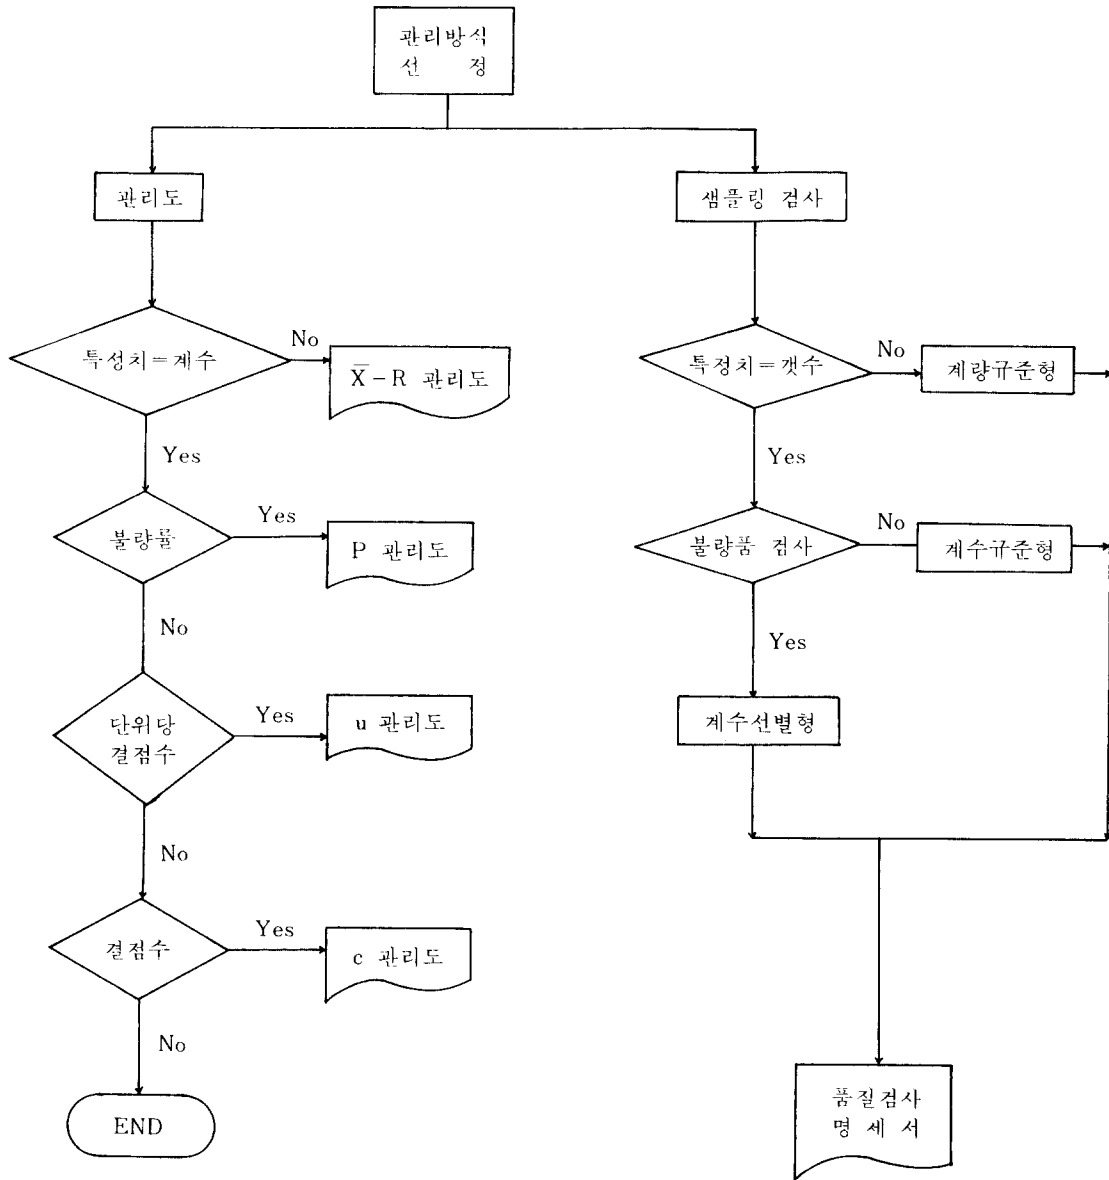 관리방식
선 정
관리도
특성치=계수
No
X̄-R 관리도
Yes
불량률
Yes
P 관리도
No
단위당
결점수
Yes
u 관리도
No
결점수
Yes
c 관리도
No
END
샘플링 검사
특정치=갯수
No
계량규준형
Yes
불량품 검사
No
계수규준형
Yes
계수선별형
품질검사
명 세 서